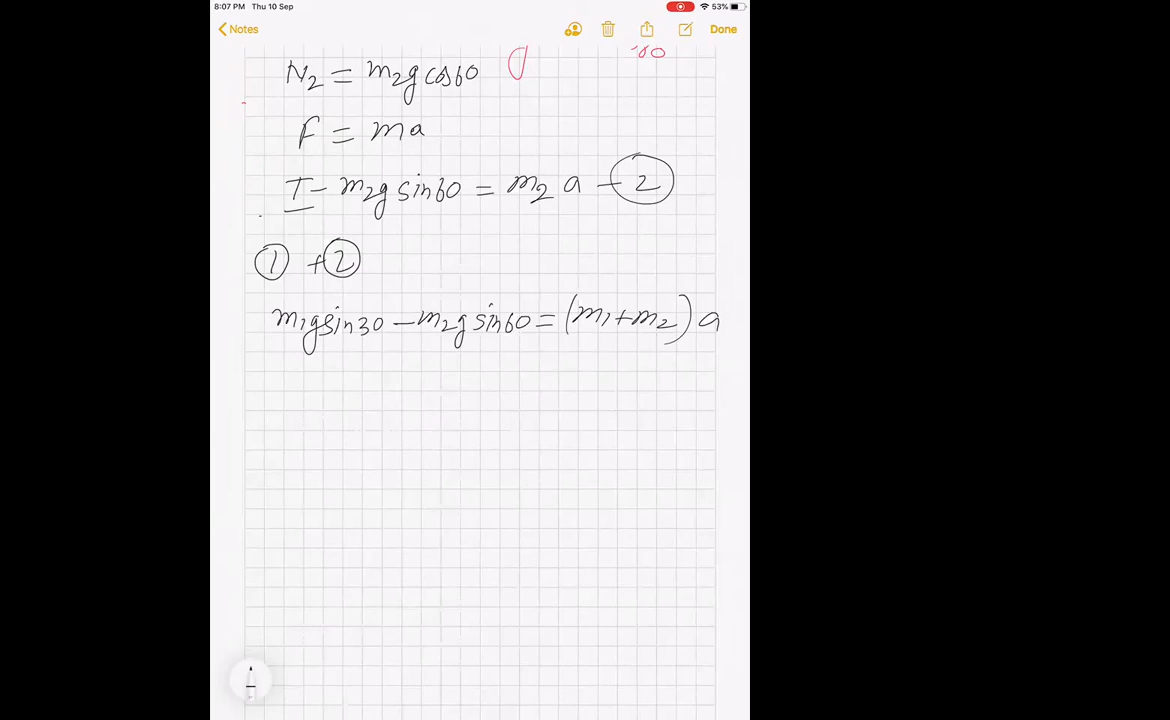 8:07 PM Thu 10 Sep 53%
Notes Done
N₂ = m₂g cos60
F = ma
T - m₂g sin60 = m₂ a - ②
① + ②
m₁g sin30 - m₂g sin60 = (m₁ + m₂) a